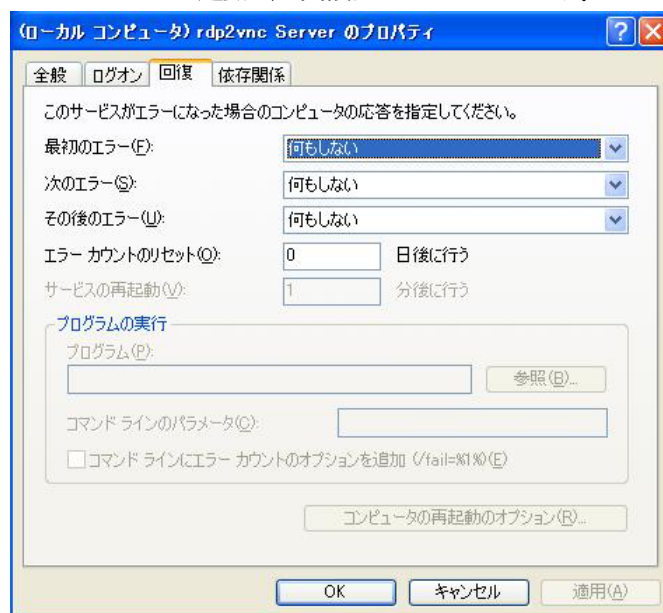 (ローカル コンピュータ) rdp2vnc Server のプロパティ
全般 ログオン 回復 依存関係
このサービスがエラーになった場合のコンピュータの応答を指定してください。
最初のエラー(F): 何もしない
次のエラー(S): 何もしない
その後のエラー(U): 何もしない
エラー カウントのリセット(O): 0 日後に行う
サービスの再起動(V): 1 分後に行う
プログラムの実行
プログラム(P):
参照(B)...
コマンド ラインのパラメータ(C):
コマンド ラインにエラー カウントのオプションを追加 (/fail=%1%)(E)
コンピュータの再起動のオプション(R)...
OK キャンセル 適用(A)